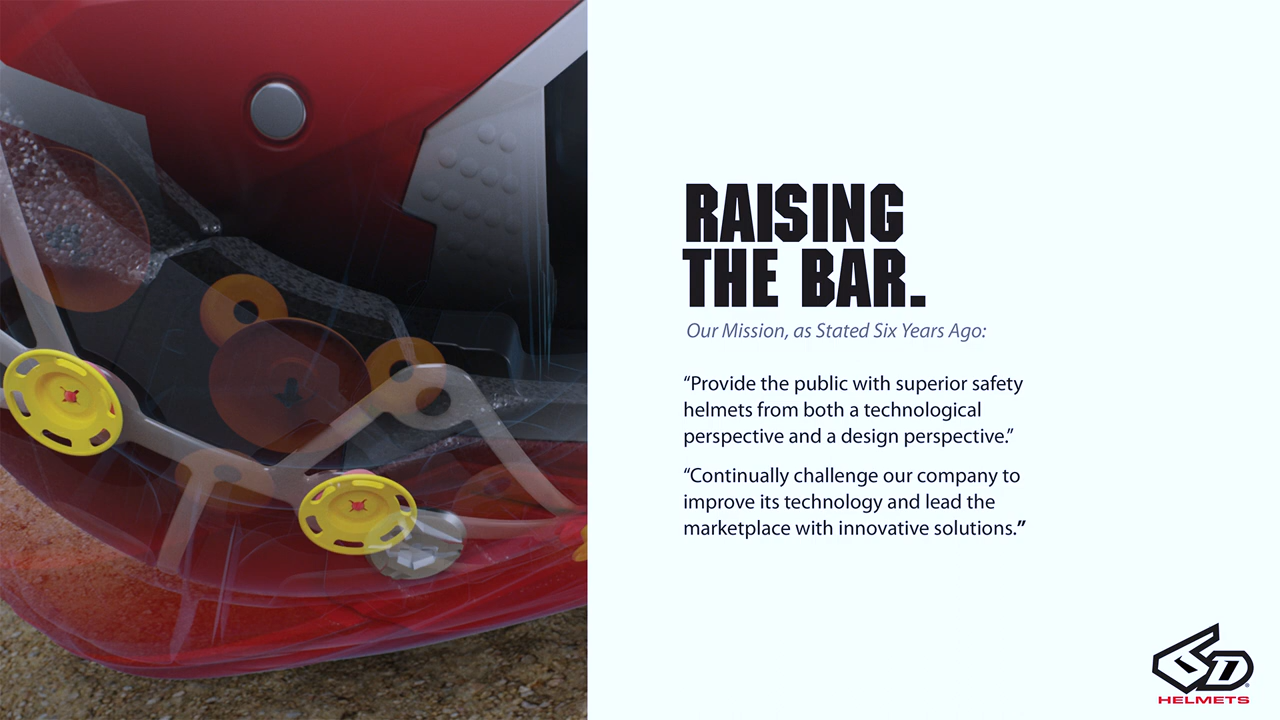 RAISING
THE BAR.
Our Mission, as Stated Six Years Ago:
“Provide the public with superior safety
helmets from both a technological
perspective and a design perspective.”
“Continually challenge our company to
improve its technology and lead the
marketplace with innovative solutions.”
6D
HELMETS